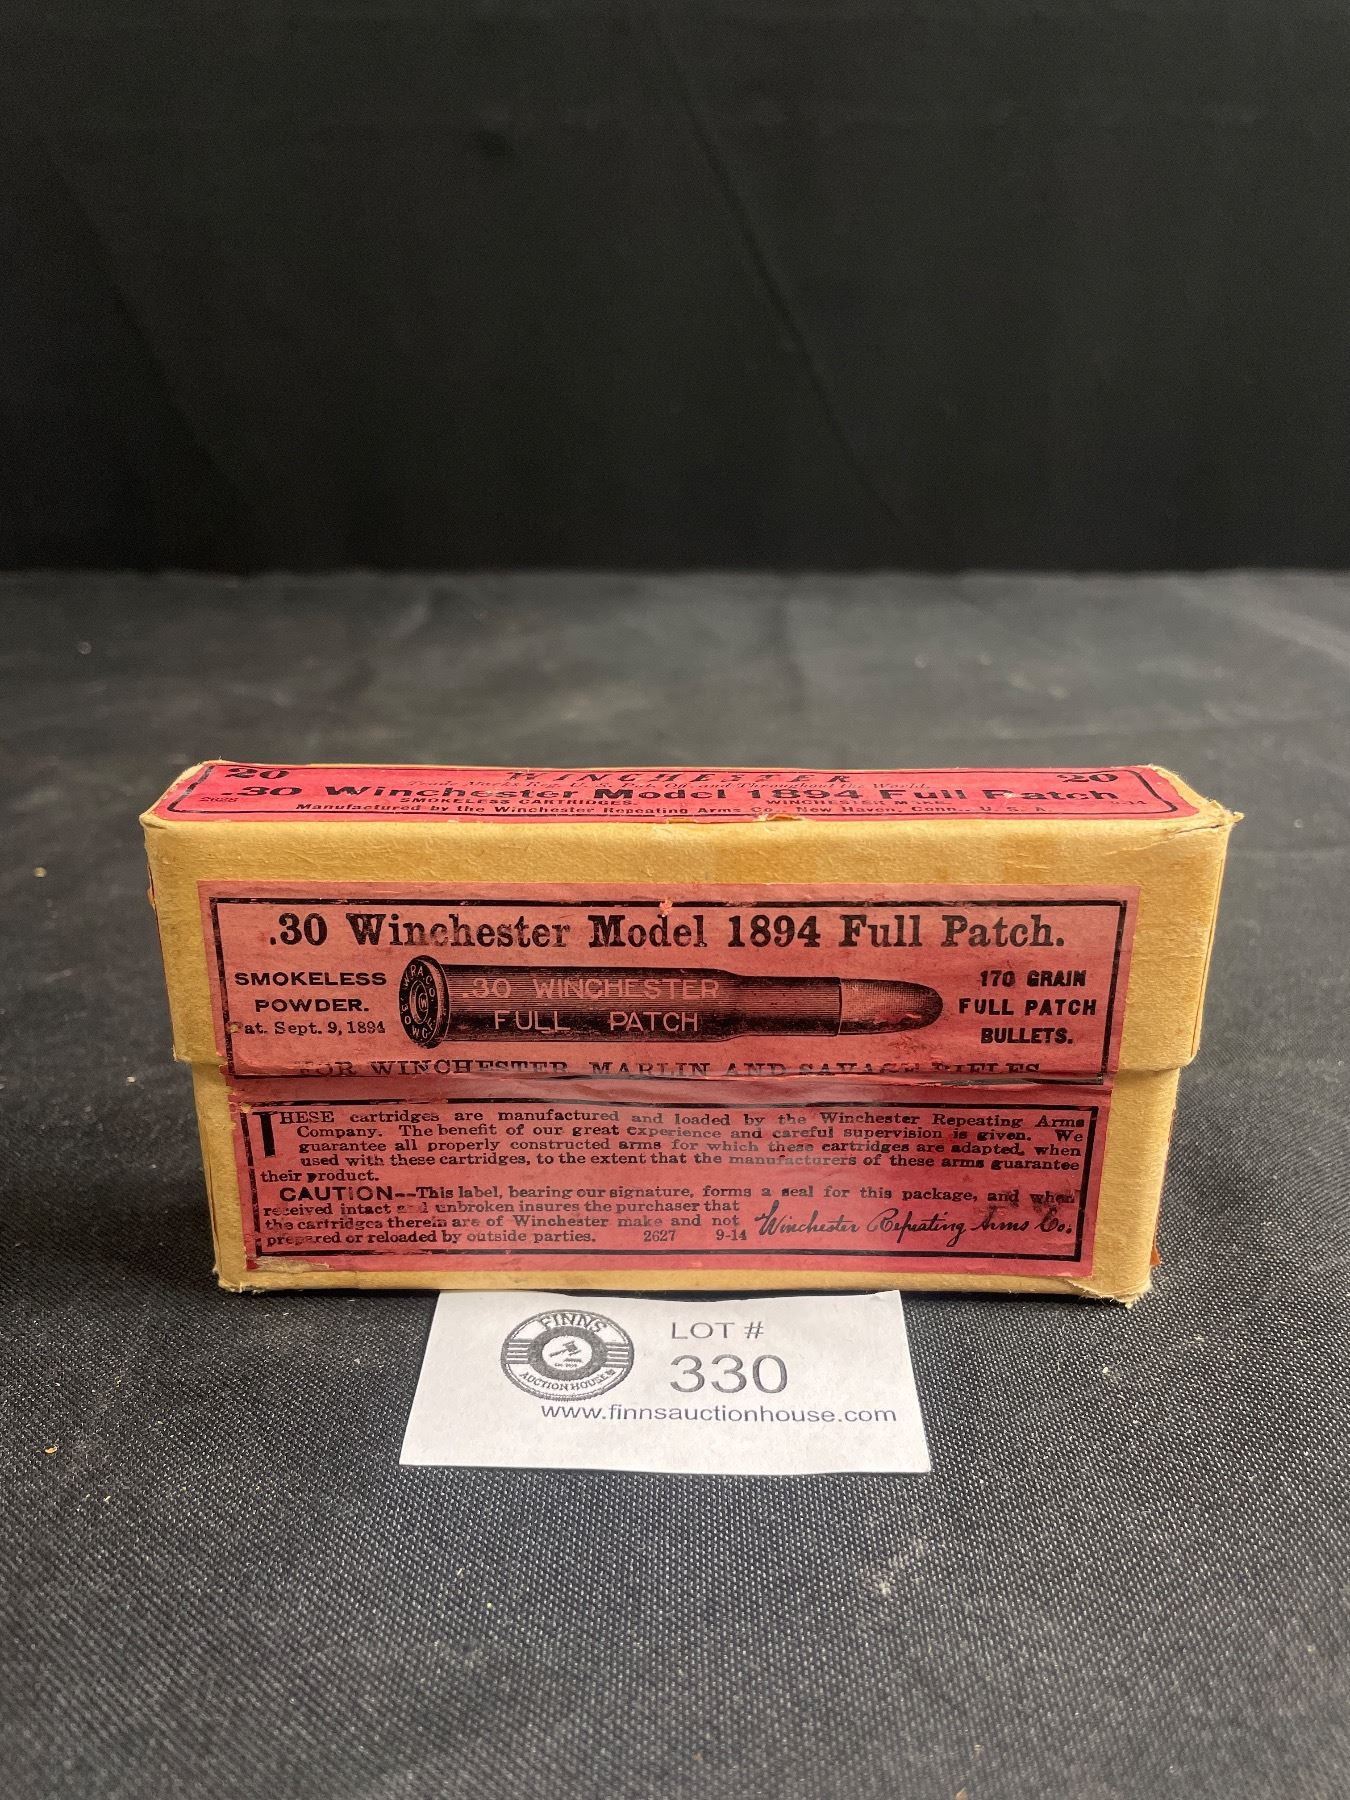 20 WINCHESTER 20
.30 Winchester Model 1894 Full Patch
2628 SMOKELESS CARTRIDGES. WINCHESTER MAKE. 9-14
Manufactured by the Winchester Repeating Arms Co., New Haven, Conn., U. S. A.
.30 Winchester Model 1894 Full Patch.
SMOKELESS
POWDER.
Pat. Sept. 9, 1894
W.R.A.CO.
.30 WINCHESTER
FULL PATCH
170 GRAIN
FULL PATCH
BULLETS.
FOR WINCHESTER, MARLIN AND SAVAGE RIFLES
THESE cartridges are manufactured and loaded by the Winchester Repeating Arms
Company. The benefit of our great experience and careful supervision is given. We
guarantee all properly constructed arms for which these cartridges are adapted, when
used with these cartridges, to the extent that the manufacturers of these arms guarantee
their product.
CAUTION--This label, bearing our signature, forms a seal for this package, and when
received intact and unbroken insures the purchaser that
the cartridges therein are of Winchester make and not
prepared or reloaded by outside parties. 2627 9-14
Winchester Repeating Arms Co.
FINNS
AUCTION HOUSE
LOT #
330
www.finnsauctionhouse.com